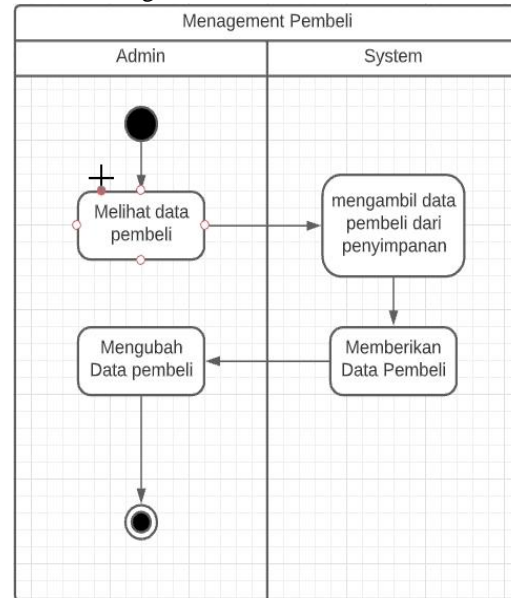 Menagement Pembeli
Admin
System
Melihat data
pembeli
mengambil data
pembeli dari
penyimpanan
Mengubah
Data pembeli
Memberikan
Data Pembeli